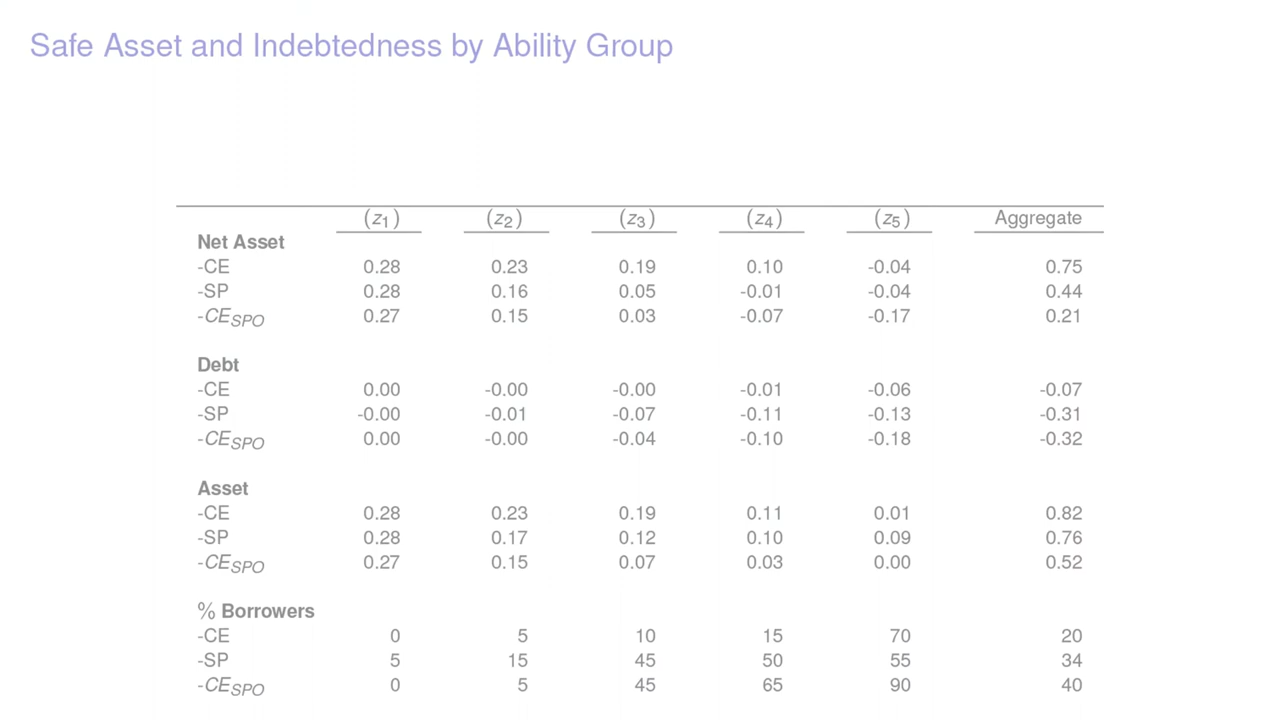 Safe Asset and Indebtedness by Ability Group
(z₁) (z₂) (z₃) (z₄) (z₅) Aggregate
Net Asset
-CE 0.28 0.23 0.19 0.10 -0.04 0.75
-SP 0.28 0.16 0.05 -0.01 -0.04 0.44
-CE_SPO 0.27 0.15 0.03 -0.07 -0.17 0.21
Debt
-CE 0.00 -0.00 -0.00 -0.01 -0.06 -0.07
-SP -0.00 -0.01 -0.07 -0.11 -0.13 -0.31
-CE_SPO 0.00 -0.00 -0.04 -0.10 -0.18 -0.32
Asset
-CE 0.28 0.23 0.19 0.11 0.01 0.82
-SP 0.28 0.17 0.12 0.10 0.09 0.76
-CE_SPO 0.27 0.15 0.07 0.03 0.00 0.52
% Borrowers
-CE 0 5 10 15 70 20
-SP 5 15 45 50 55 34
-CE_SPO 0 5 45 65 90 40